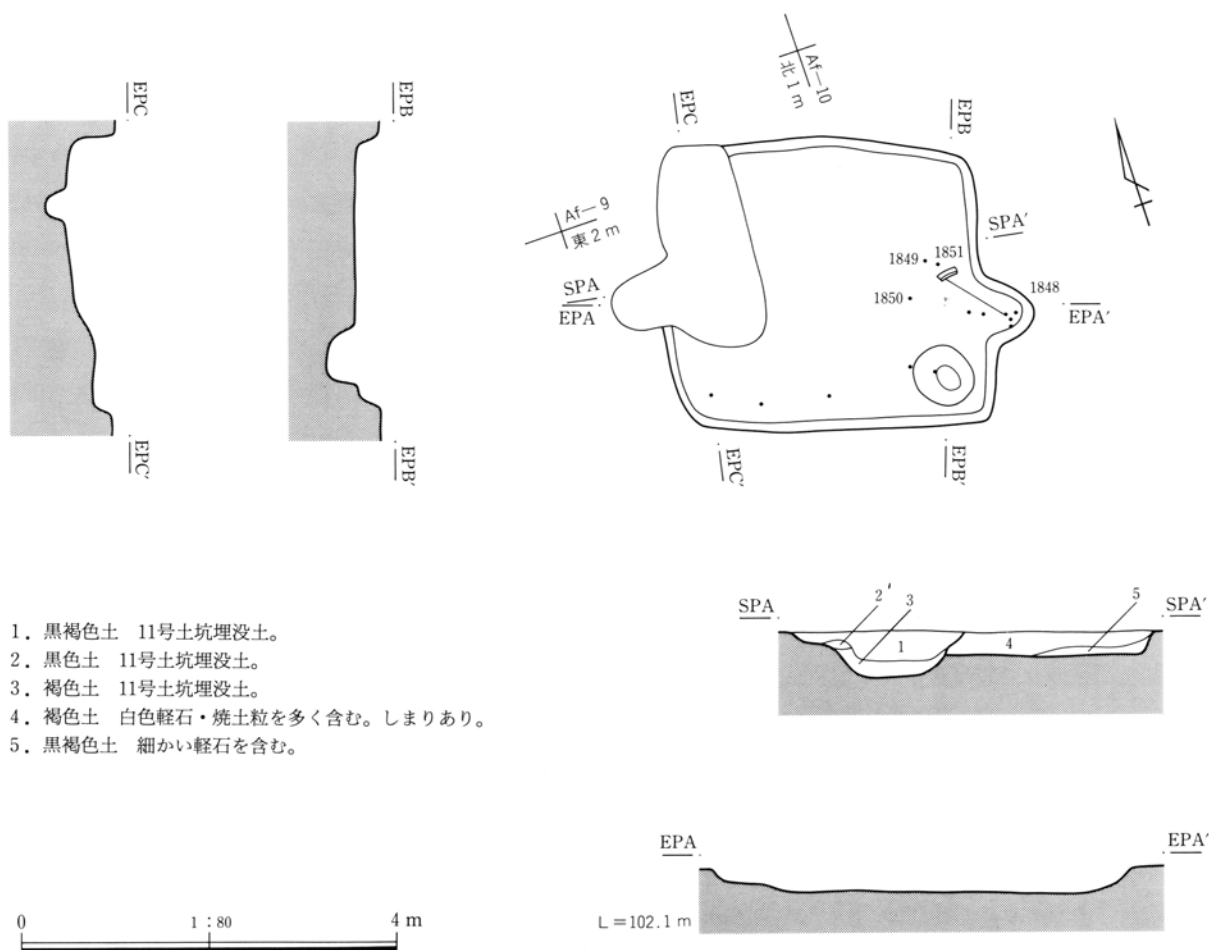 Af—10
北1m
EPC
EPB
EPC
EPB
SPA′
Af—9
東2m
1849
1851
1850
1848
SPA
EPA
EPA′
EPC′
EPB′
EPC′
EPB′
SPA
2
3
5
SPA′
1
4
1. 黒褐色土 11号土坑埋没土。
2. 黒色土 11号土坑埋没土。
3. 褐色土 11号土坑埋没土。
4. 褐色土 白色軽石・焼土粒を多く含む。しまりあり。
5. 黒褐色土 細かい軽石を含む。
EPA
EPA′
0
1:80
4 m
L=102.1 m